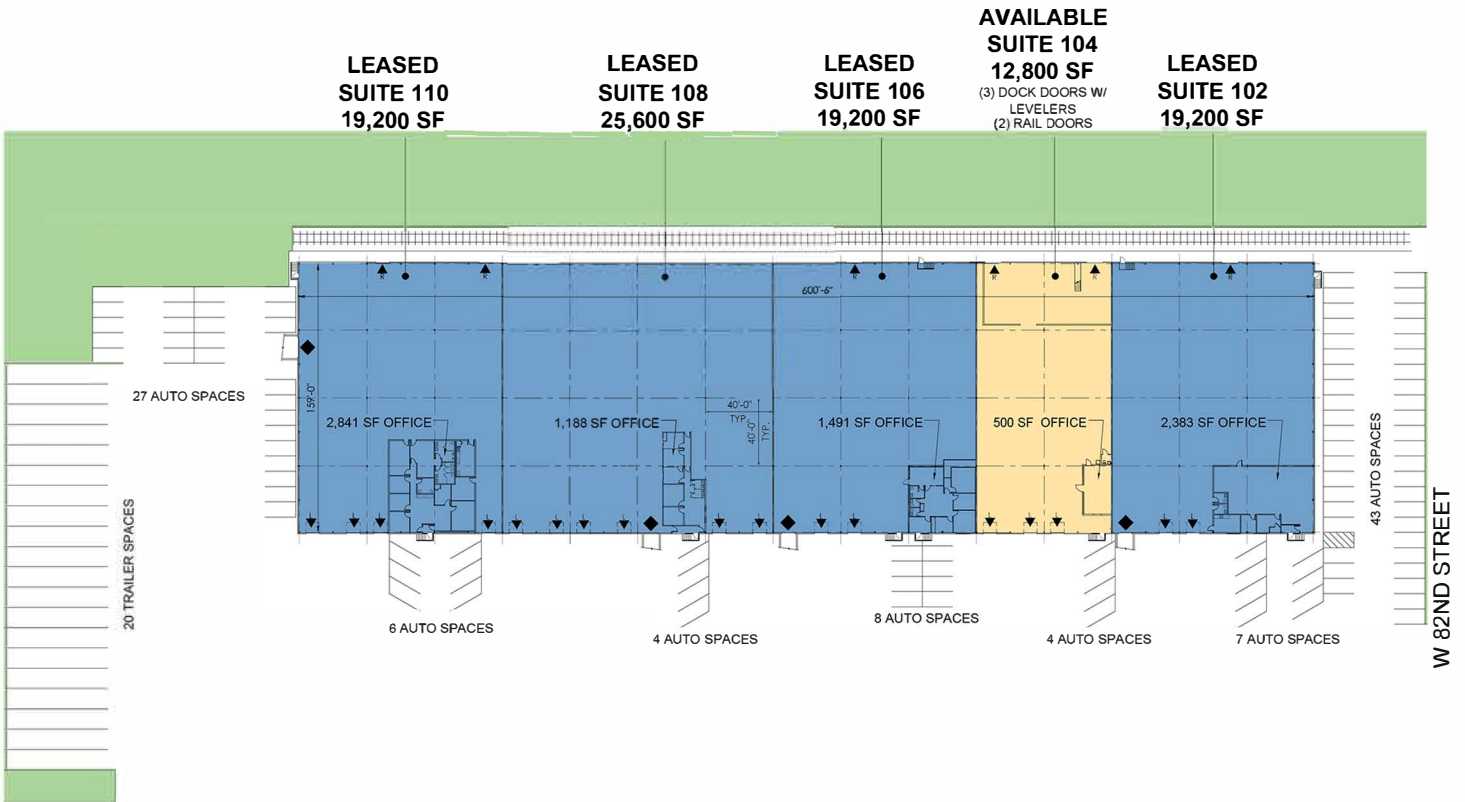 LEASED
SUITE 110
19,200 SF
LEASED
SUITE 108
25,600 SF
LEASED
SUITE 106
19,200 SF
AVAILABLE
SUITE 104
12,800 SF
(3) DOCK DOORS W/
LEVELERS
(2) RAIL DOORS
LEASED
SUITE 102
19,200 SF
R
R
R
R
R
R
600'-6"
159'-0"
27 AUTO SPACES
40'-0"
TYP.
40'-0"
TYP.
2,841 SF OFFICE
1,188 SF OFFICE
1,491 SF OFFICE
500 SF OFFICE
2,383 SF OFFICE
43 AUTO SPACES
W 82ND STREET
20 TRAILER SPACES
6 AUTO SPACES
4 AUTO SPACES
8 AUTO SPACES
4 AUTO SPACES
7 AUTO SPACES